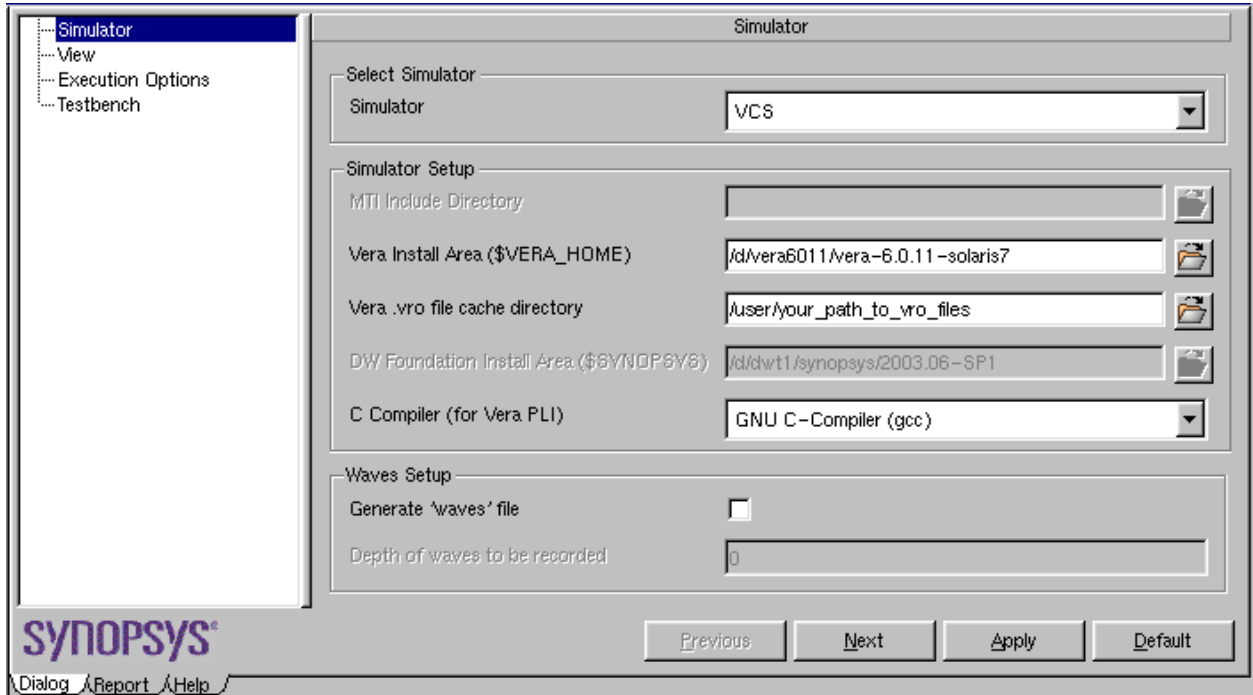 Simulator
View
Execution Options
Testbench
Simulator
Select Simulator
Simulator VCS
Simulator Setup
MTI Include Directory
Vera Install Area ($VERA_HOME) /d/vera6011/vera-6.0.11-solaris7
Vera .vro file cache directory /user/your_path_to_vro_files
DW Foundation Install Area ($SYNOPSYS) /d/dwt1/synopsys/2003.06-SP1
C Compiler (for Vera PLI) GNU C-Compiler (gcc)
Waves Setup
Generate 'waves' file
Depth of waves to be recorded 0
SYNOPSYS®
Previous Next Apply Default
Dialog Report Help